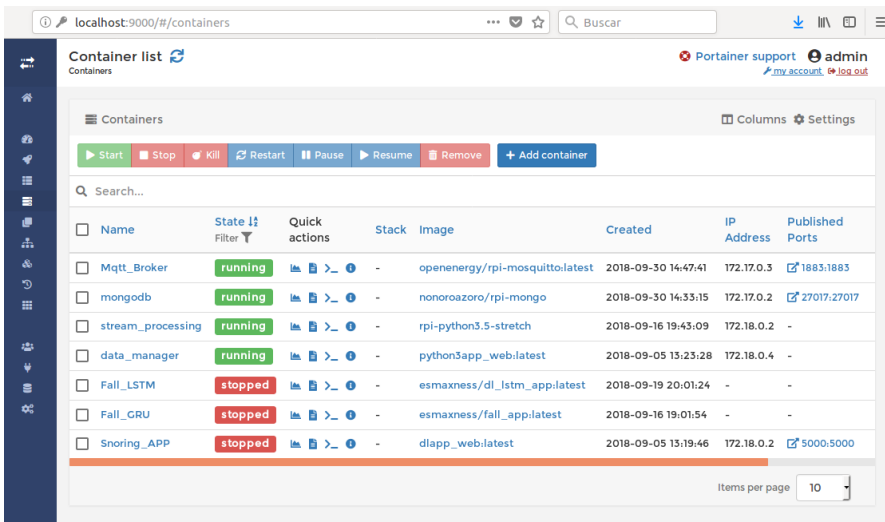 localhost:9000/#/containers
Buscar
Container list
Containers
Portainer support admin
my account log out
Containers
Columns Settings
Start Stop Kill Restart Pause Resume Remove + Add container
Search...
Name State Filter Quick actions Stack Image Created IP Address Published Ports
Mqtt_Broker running - openenergy/rpi-mosquitto:latest 2018-09-30 14:47:41 172.17.0.3 1883:1883
mongodb running - nonoroazoro/rpi-mongo 2018-09-30 14:33:15 172.17.0.2 27017:27017
stream_processing running - rpi-python3.5-stretch 2018-09-16 19:43:09 172.18.0.2 -
data_manager running - python3app_web:latest 2018-09-05 13:23:28 172.18.0.4 -
Fall_LSTM stopped - esmaxness/dl_lstm_app:latest 2018-09-19 20:01:24 - -
Fall_GRU stopped - esmaxness/fall_app:latest 2018-09-16 19:01:54 - -
Snoring_APP stopped - dlapp_web:latest 2018-09-05 13:19:46 172.18.0.2 5000:5000
Items per page 10